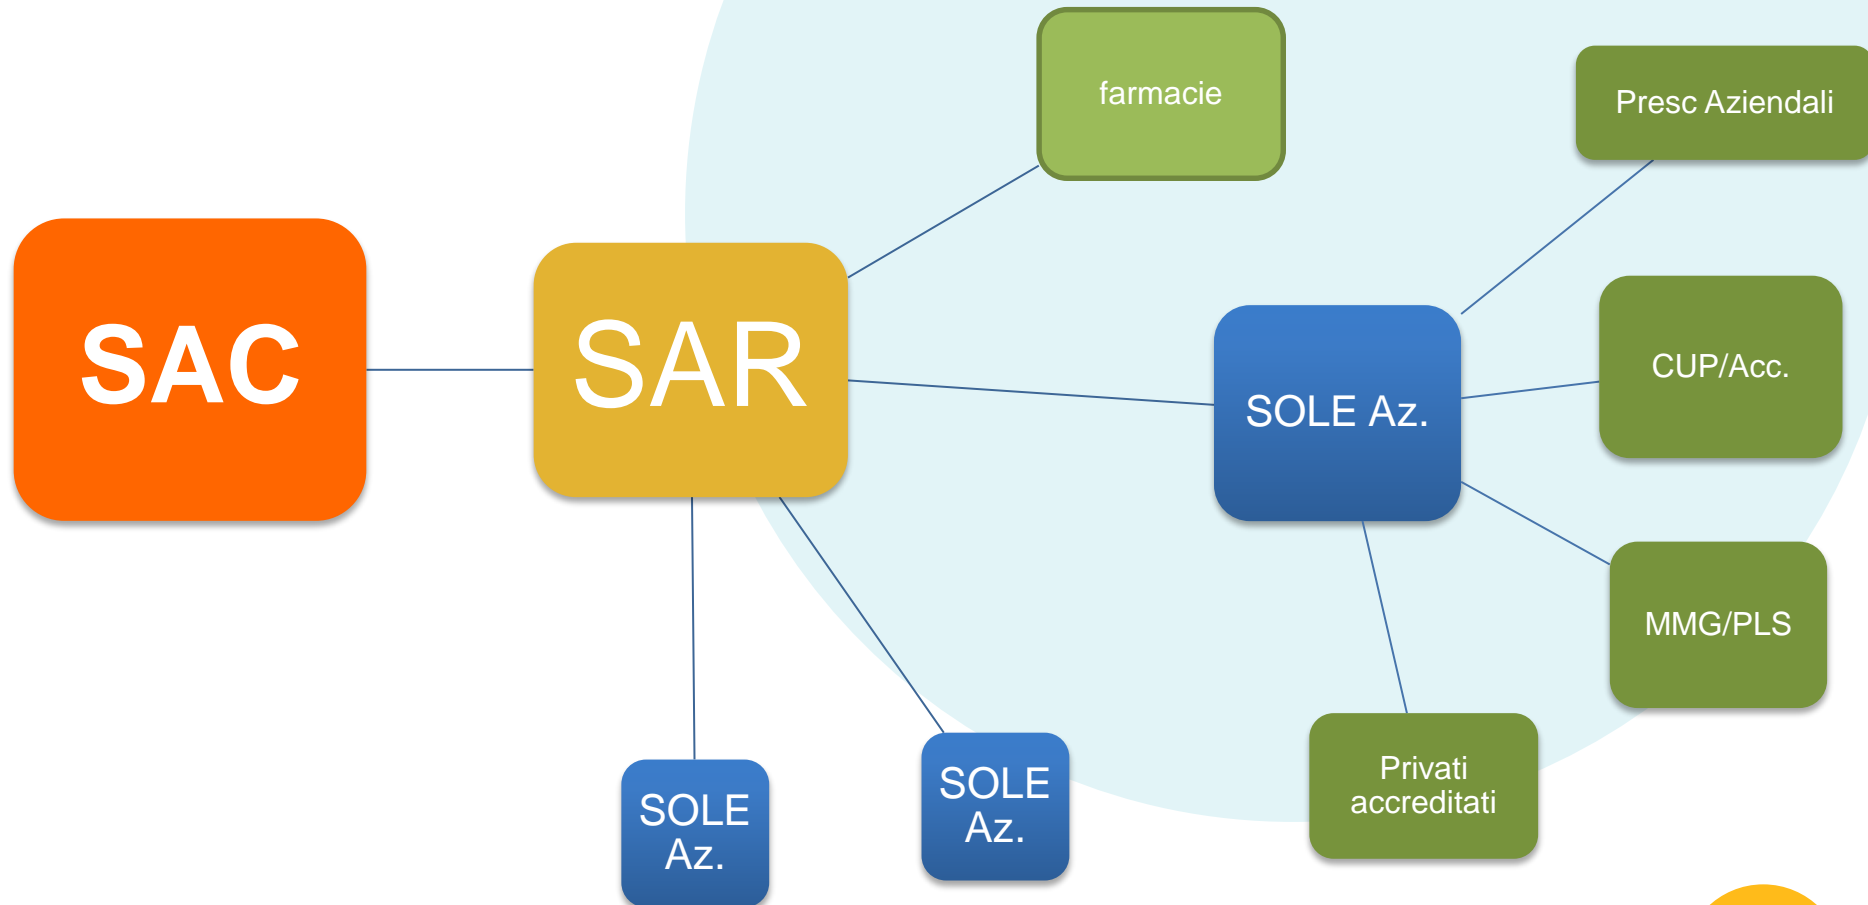 farmacie
Presc Aziendali
SAC
SAR
CUP/Acc.
SOLE Az.
MMG/PLS
Privati
accreditati
SOLE
Az.
SOLE
Az.